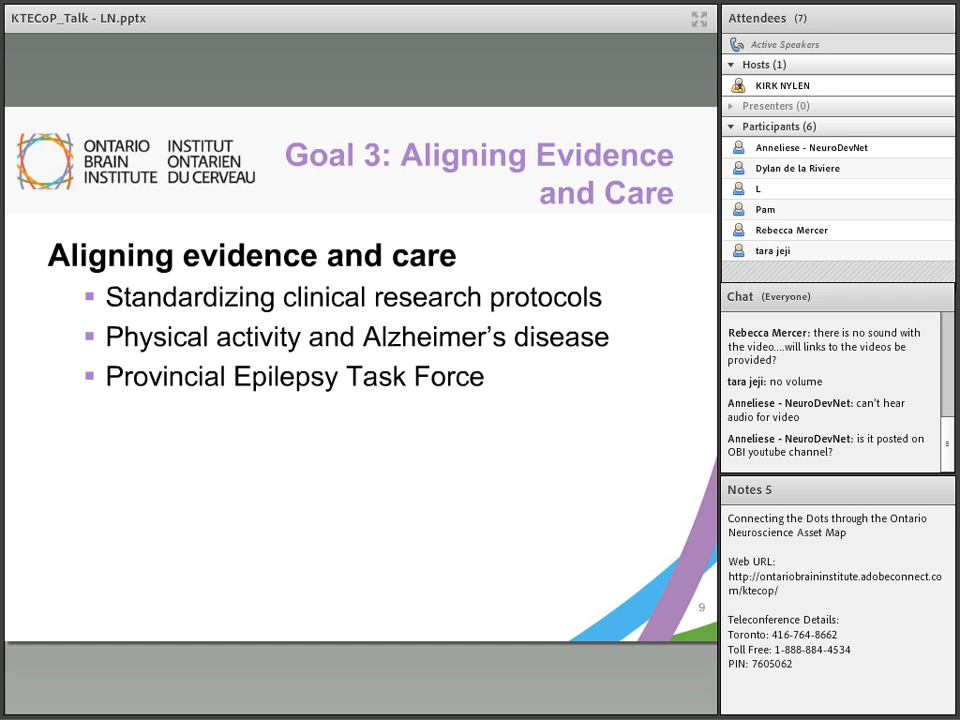 KTECoP_Talk - LN.pptx
ONTARIO
BRAIN
INSTITUTE
INSTITUT
ONTARIEN
DU CERVEAU
Goal 3: Aligning Evidence
and Care
Aligning evidence and care
Standardizing clinical research protocols
Physical activity and Alzheimer's disease
Provincial Epilepsy Task Force
9
Attendees (7)
Active Speakers
Hosts (1)
KIRK NYLEN
Presenters (0)
Participants (6)
Anneliese - NeuroDevNet
Dylan de la Riviere
L
Pam
Rebecca Mercer
tara jeji
Chat (Everyone)
Rebecca Mercer: there is no sound with
the video....will links to the videos be
provided?
tara jeji: no volume
Anneliese - NeuroDevNet: can't hear
audio for video
Anneliese - NeuroDevNet: is it posted on
OBI youtube channel?
Notes 5
Connecting the Dots through the Ontario
Neuroscience Asset Map
Web URL:
http://ontariobraininstitute.adobeconnect.co
m/ktecop/
Teleconference Details:
Toronto: 416-764-8662
Toll Free: 1-888-884-4534
PIN: 7605062